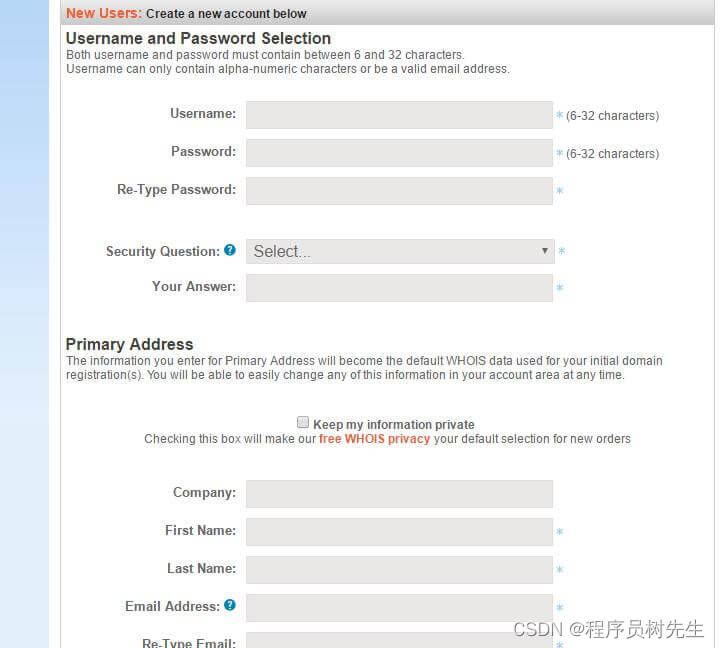 New Users: Create a new account below
Username and Password Selection
Both username and password must contain between 6 and 32 characters.
Username can only contain alpha-numeric characters or be a valid email address.
Username: * (6-32 characters)
Password: * (6-32 characters)
Re-Type Password: *
Security Question: ? Select... ▼ *
Your Answer: *
Primary Address
The information you enter for Primary Address will become the default WHOIS data used for your initial domain
registration(s). You will be able to easily change any of this information in your account area at any time.
Keep my information private
Checking this box will make our free WHOIS privacy your default selection for new orders
Company:
First Name: *
Last Name: *
Email Address: ? *
Re-Type Email: *
CSDN @程序员树先生